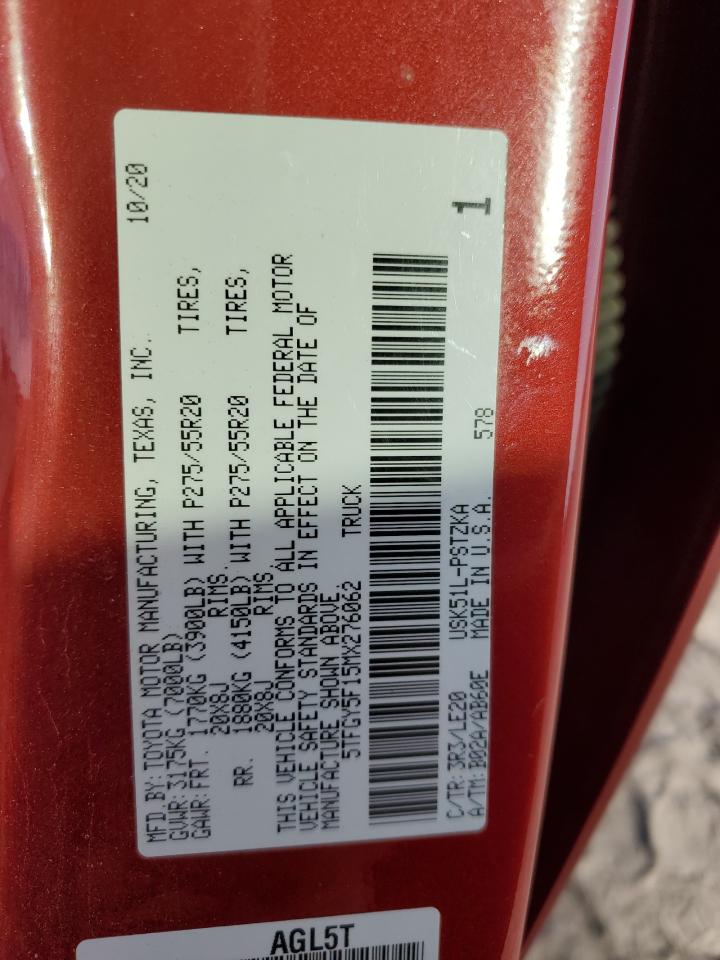 MFD. BY: TOYOTA MOTOR MANUFACTURING, TEXAS, INC. 10/20
GVWR: 3175KG (7000LB)
GAWR: FRT. 1770KG (3900LB) WITH P275/55R20 TIRES,
20X8J RIMS.
RR. 1880KG (4150LB) WITH P275/55R20 TIRES,
20X8J RIMS
THIS VEHICLE CONFORMS TO ALL APPLICABLE FEDERAL MOTOR
VEHICLE SAFETY STANDARDS IN EFFECT ON THE DATE OF
MANUFACTURE SHOWN ABOVE
5TFGY5F15MX276062 TRUCK
1
C/TR: 3R3/LE20 USK51L-PSTZKA
A/TM: B02A/AB60E MADE IN U.S.A. 578
AGL5T